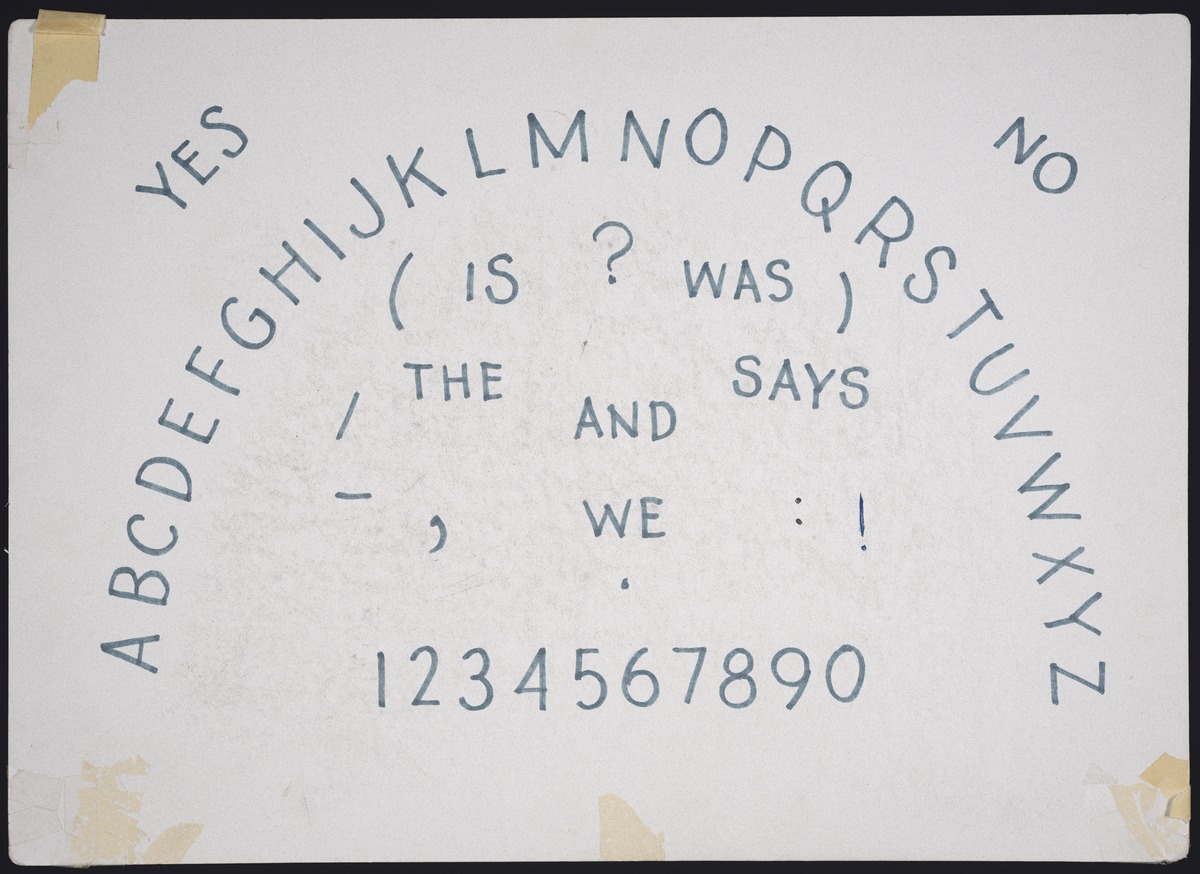 YES NO
ABCDEFGHIJKLMNOPQRSTUVWXYZ
( IS ? WAS )
THE SAYS
/ AND
– , WE : !
.
1234567890